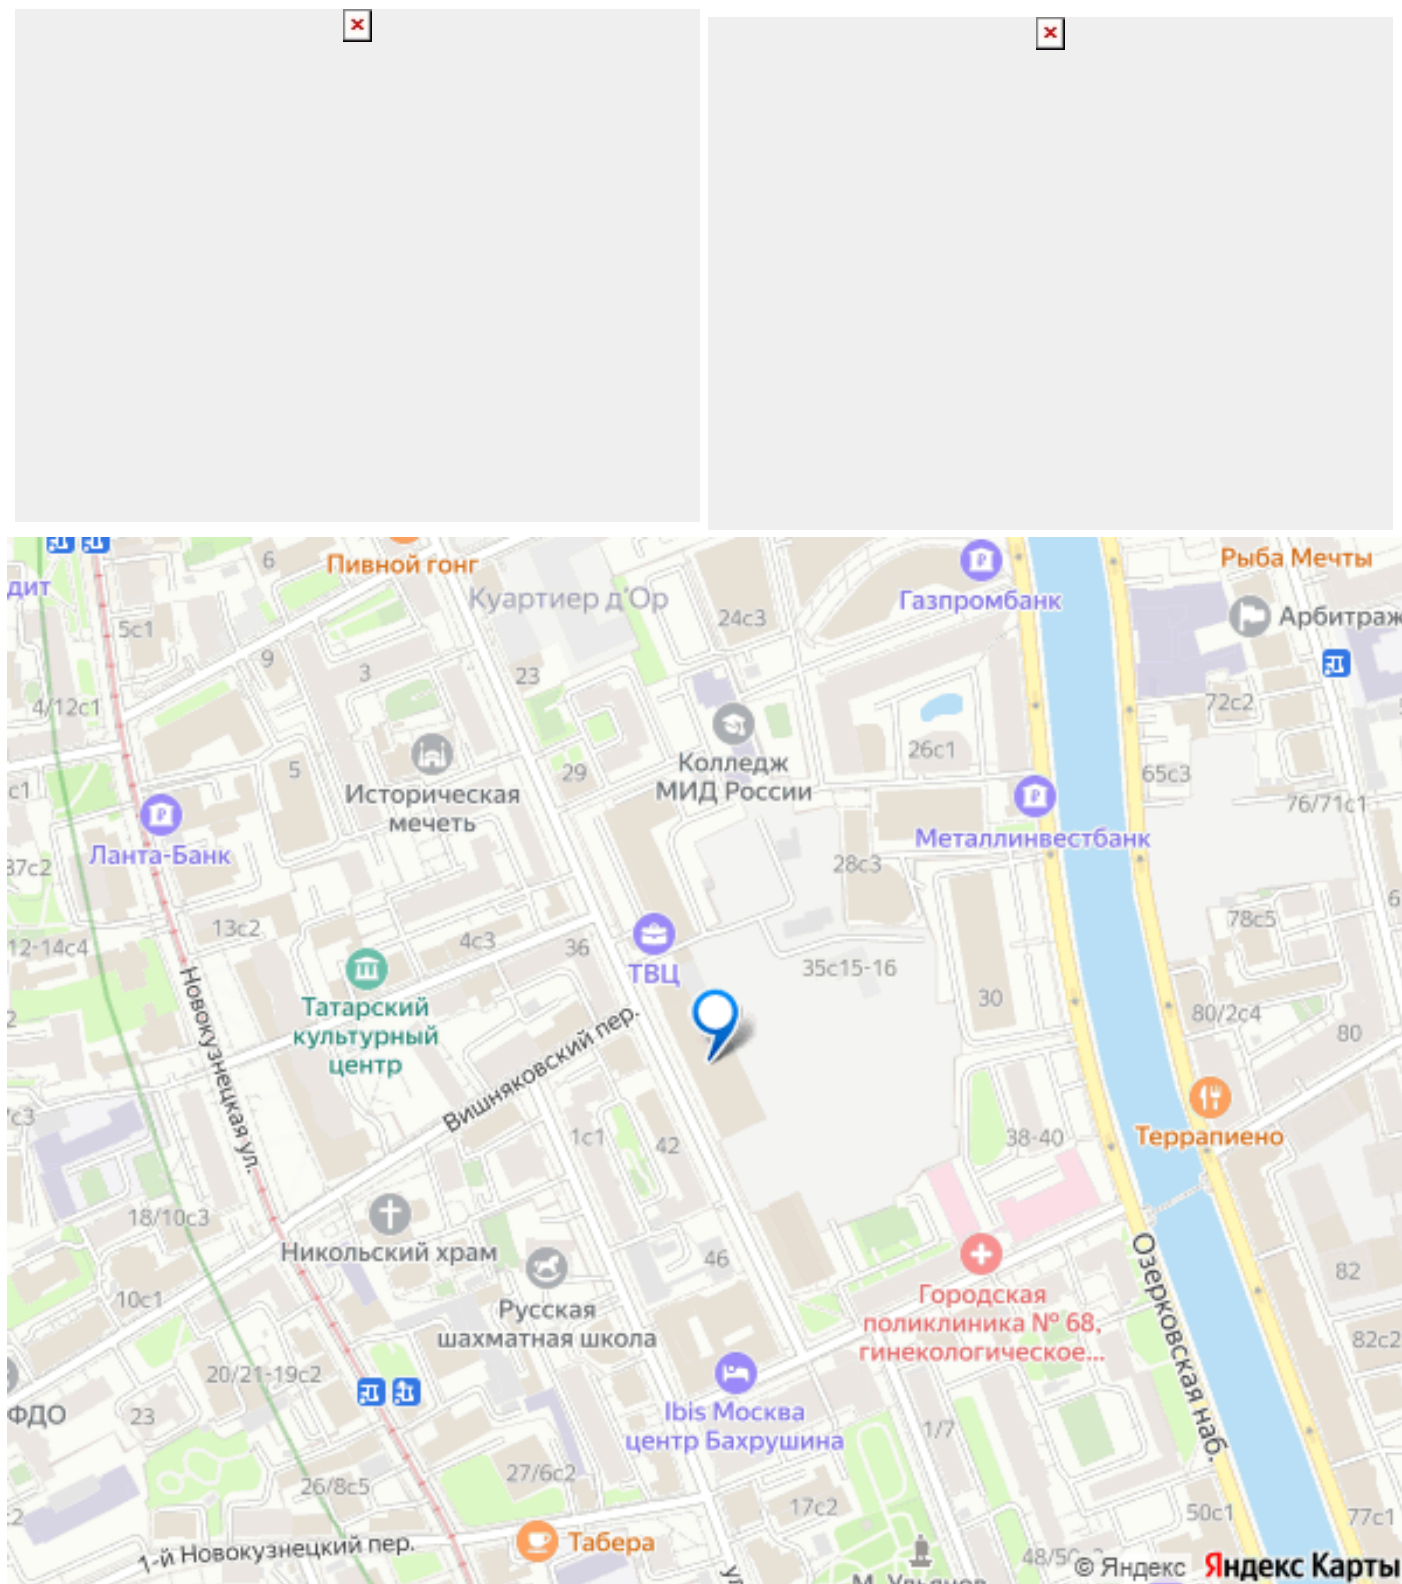 Пивной гонг
Рыба Мечты
дит
6
Куартиер д'Ор
Газпромбанк
24с3
Арбитраж
5с1
9
3
23
4/12с1
72с2
26с1
Колледж
МИД России
29
5
65с3
Историческая
мечеть
76/71с1
с1
Металлинвестбанк
Ланта-Банк
37с2
28с3
6
78с5
13с2
4с3
36
12-14с4
ТВЦ
35с15-16
30
Татарский
культурный
центр
80/2с4
80
Новокузнецкая ул.
Вишняковский пер.
1с1
42
38-40
Террапиено
18/10с3
Никольский храм
46
82
Городская
поликлиника № 68,
гинекологическое...
10с1
Русская
шахматная школа
Озерковская наб.
82с2
20/21-19с2
ФДО
23
Ibis Москва
центр Бахрушина
1/7
26/8с5
27/6с2
17с2
50с1
77с1
1-й Новокузнецкий пер.
Табера
© Яндекс
Яндекс Карты